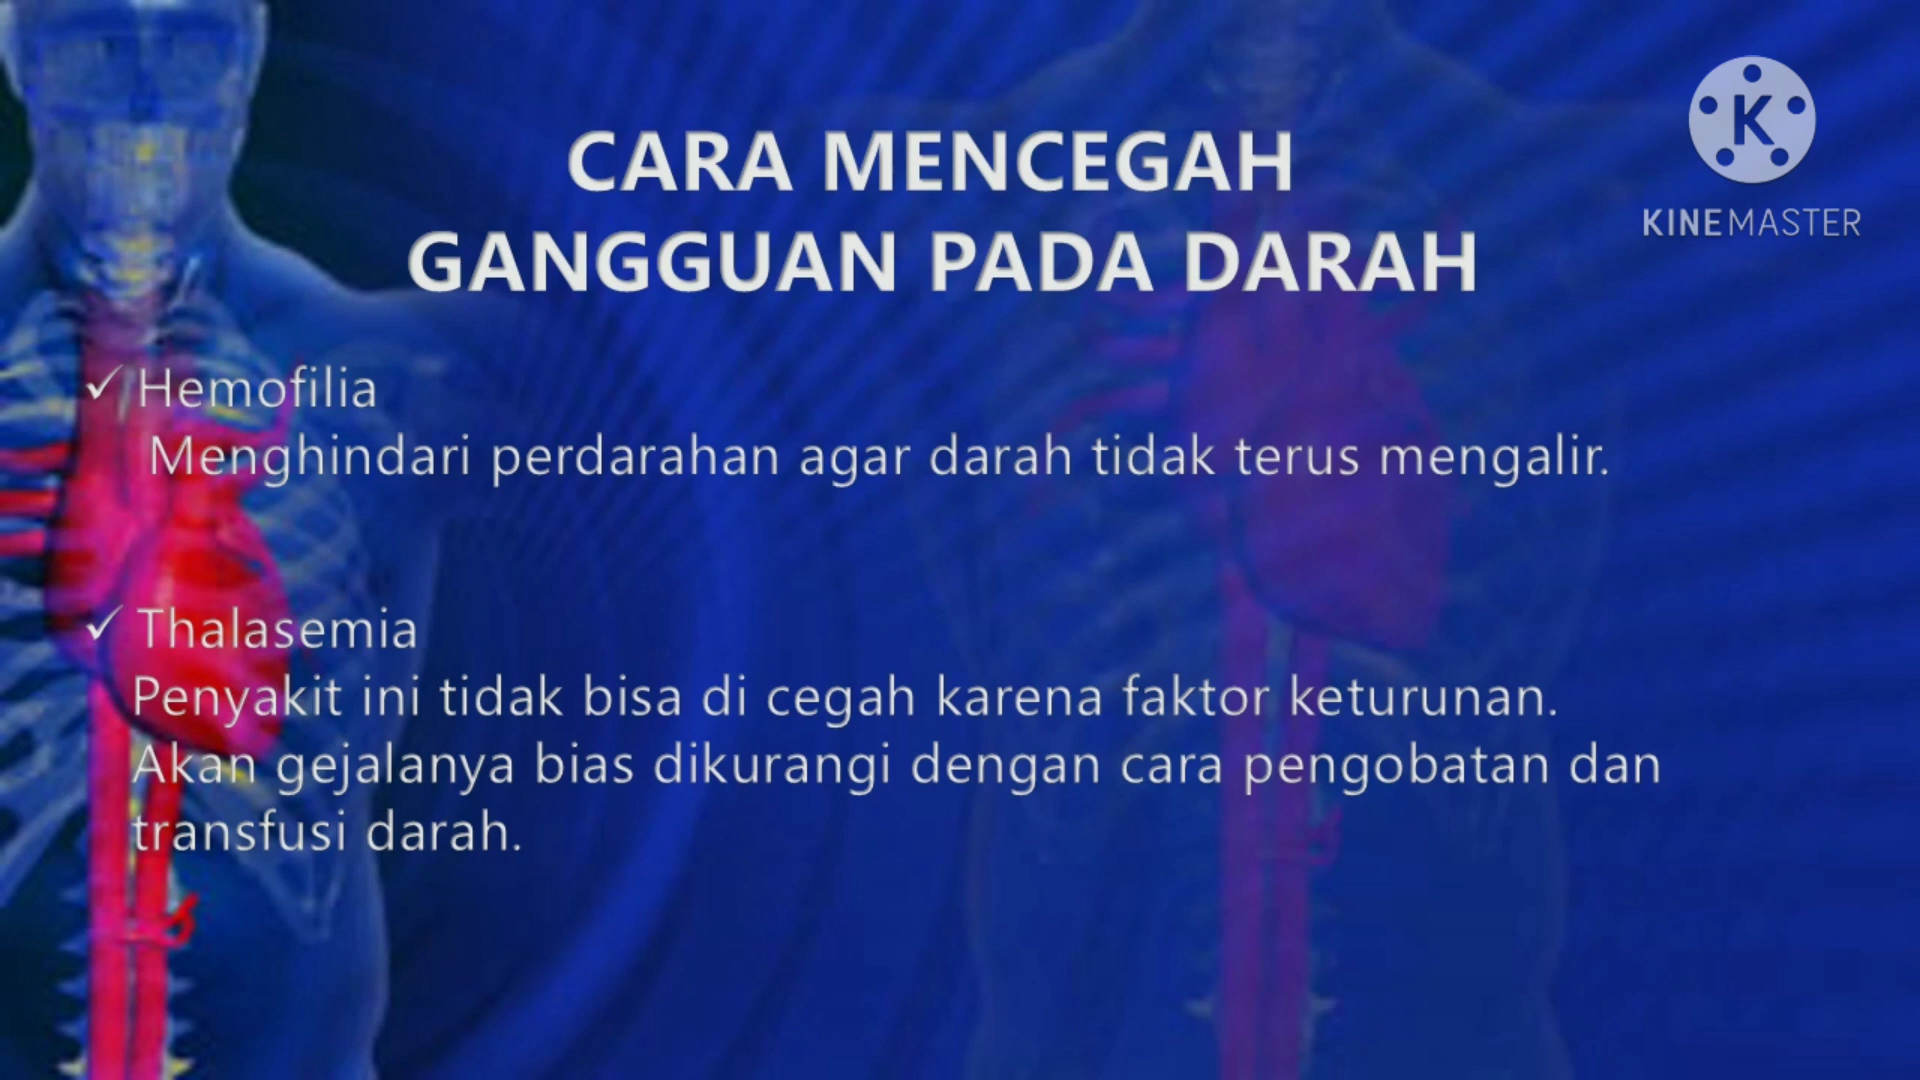 CARA MENCEGAH
GANGGUAN PADA DARAH
K
KINEMASTER
✓ Hemofilia
Menghindari perdarahan agar darah tidak terus mengalir.
✓ Thalasemia
Penyakit ini tidak bisa di cegah karena faktor keturunan.
Akan gejalanya bias dikurangi dengan cara pengobatan dan
transfusi darah.